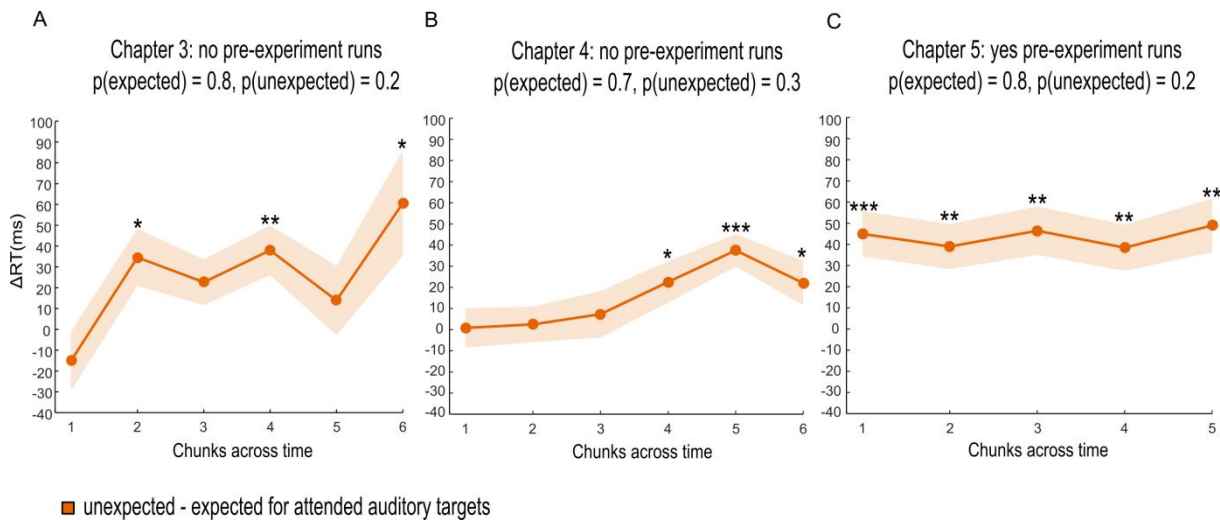 A
Chapter 3: no pre-experiment runs
p(expected) = 0.8, p(unexpected) = 0.2
ΔRT(ms)
100
90
80
70
60
50
40
30
20
10
0
-10
-20
-30
-40
*
**
*
1 2 3 4 5 6
Chunks across time
B
Chapter 4: no pre-experiment runs
p(expected) = 0.7, p(unexpected) = 0.3
100
90
80
70
60
50
40
30
20
10
0
-10
-20
-30
-40
*
***
*
1 2 3 4 5 6
Chunks across time
C
Chapter 5: yes pre-experiment runs
p(expected) = 0.8, p(unexpected) = 0.2
100
90
80
70
60
50
40
30
20
10
0
-10
-20
-30
-40
*** ** ** ** **
1 2 3 4 5
Chunks across time
unexpected - expected for attended auditory targets